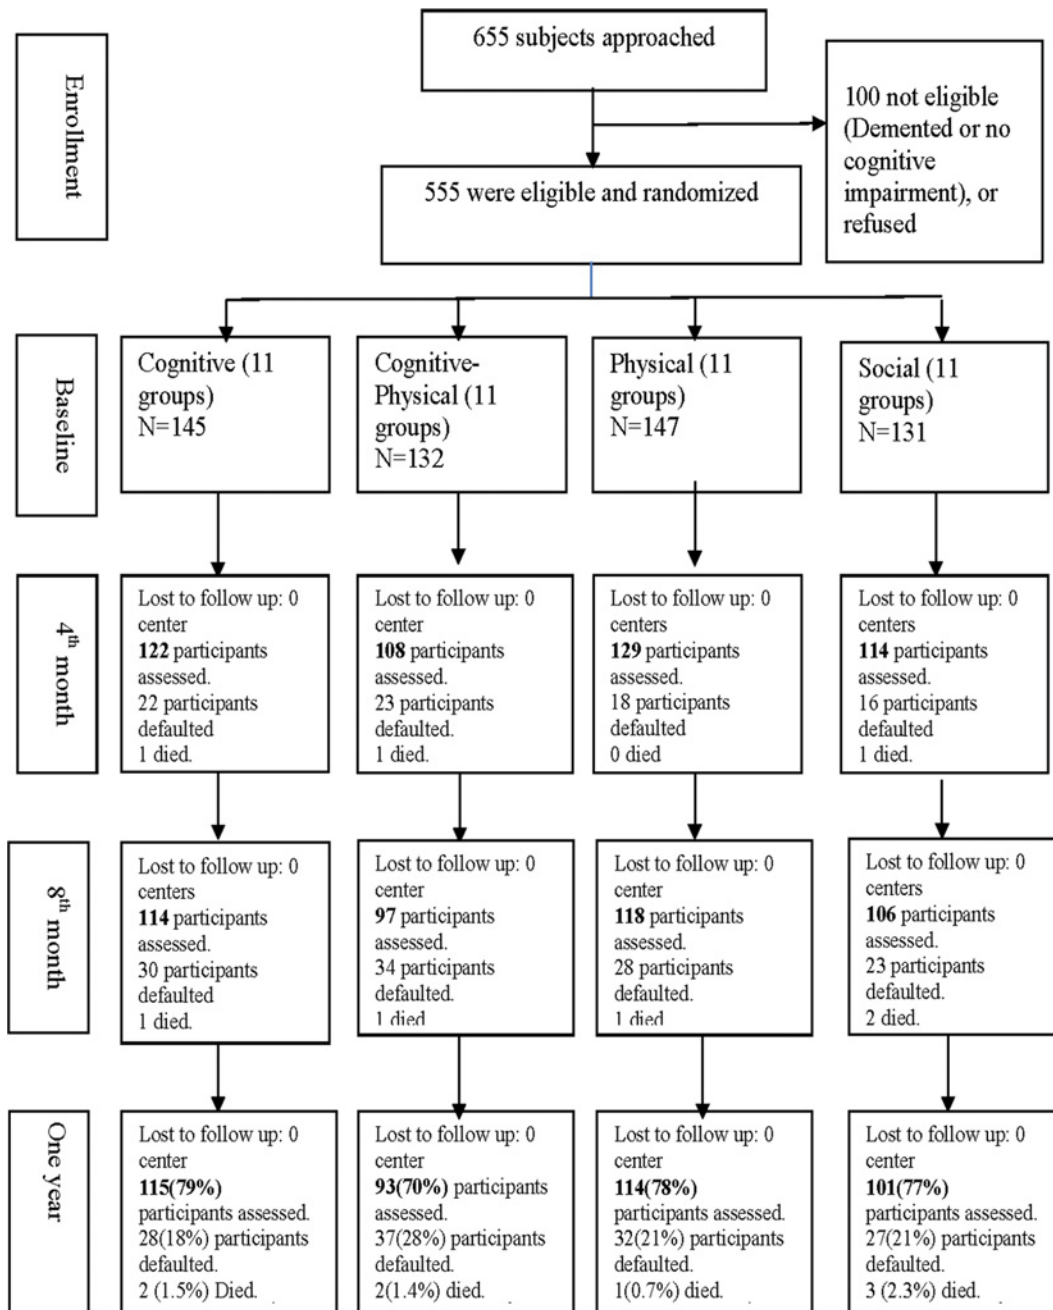 Enrollment
655 subjects approached
100 not eligible
(Demented or no
cognitive
impairment), or
refused
555 were eligible and randomized
Baseline
Cognitive (11
groups)
N=145
Cognitive-
Physical (11
groups)
N=132
Physical (11
groups)
N=147
Social (11
groups)
N=131
4th month
Lost to follow up: 0
center
122 participants
assessed.
22 participants
defaulted
1 died.
Lost to follow up: 0
center
108 participants
assessed.
23 participants
defaulted.
1 died.
Lost to follow up: 0
centers
129 participants
assessed.
18 participants
defaulted
0 died
Lost to follow up: 0
centers
114 participants
assessed.
16 participants
defaulted
1 died.
8th month
Lost to follow up: 0
centers
114 participants
assessed.
30 participants
defaulted
1 died.
Lost to follow up: 0
center
97 participants
assessed.
34 participants
defaulted.
1 died
Lost to follow up: 0
center
118 participants
assessed.
28 participants
defaulted.
1 died
Lost to follow up: 0
centers
106 participants
assessed.
23 participants
defaulted.
2 died.
One year
Lost to follow up: 0
center
115(79%)
participants assessed.
28(18%) participants
defaulted.
2 (1.5%) Died.
Lost to follow up: 0
center
93(70%) participants
assessed.
37(28%) participants
defaulted.
2(1.4%) died.
Lost to follow up: 0
center
114(78%)
participants assessed.
32(21%) participants
defaulted.
1(0.7%) died.
Lost to follow up: 0
center
101(77%)
participants assessed.
27(21%) participants
defaulted.
3 (2.3%) died.